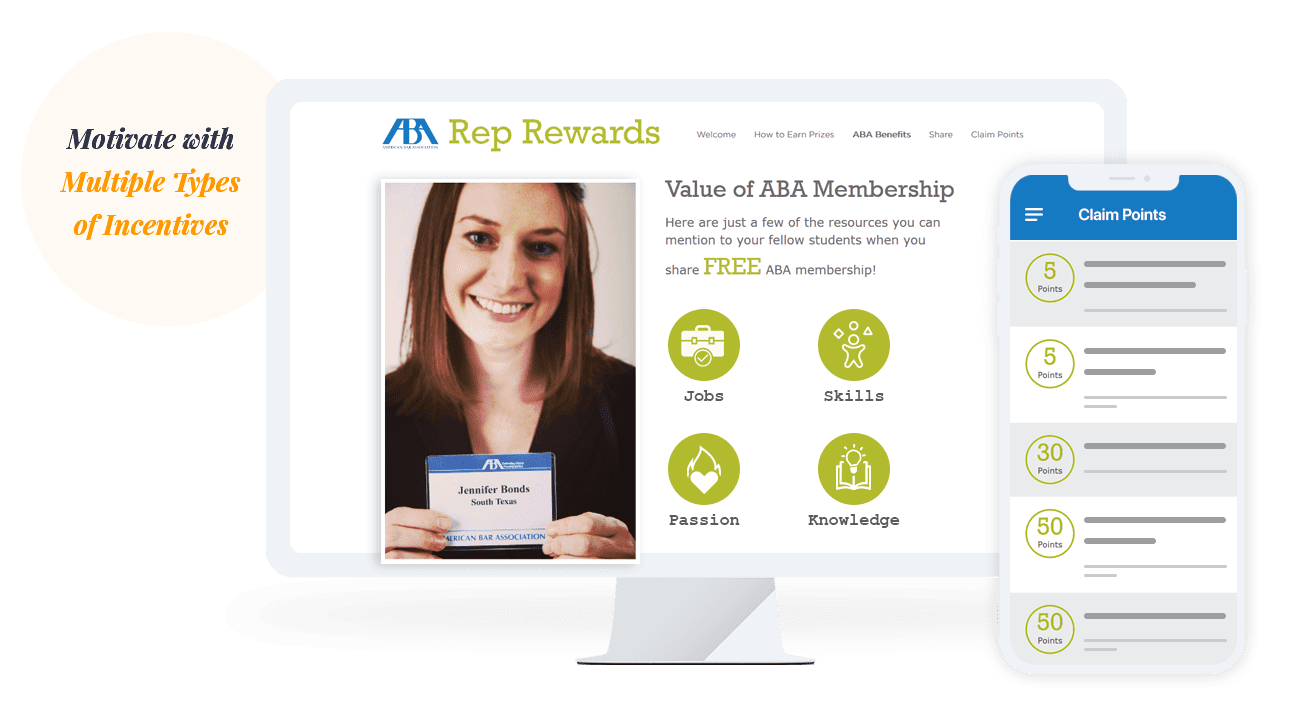 Motivate with
Multiple Types
of Incentives
ABA
AMERICAN BAR ASSOCIATION
Rep Rewards
Welcome
How to Earn Prizes
ABA Benefits
Share
Claim Points
Value of ABA Membership
Here are just a few of the resources you can
mention to your fellow students when you
share FREE ABA membership!
Jobs
Skills
Passion
Knowledge
ABA
Jennifer Bonds
South Texas
MERICAN BAR ASSOCIATION
Claim Points
5
Points
5
Points
30
Points
50
Points
50
Points